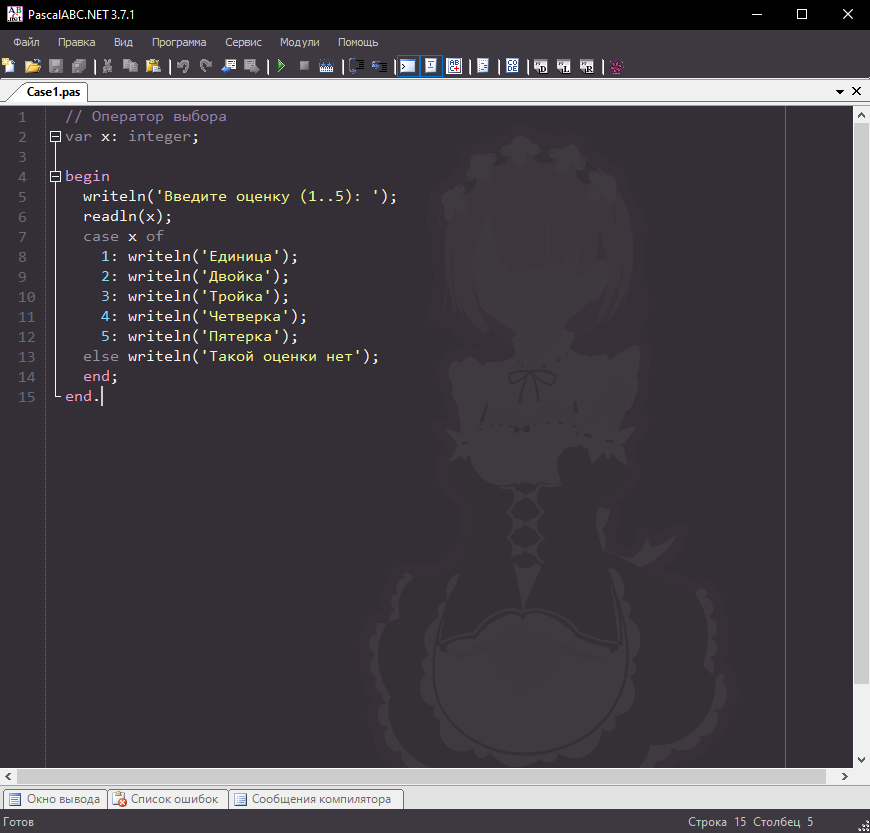 PascalABC.NET 3.7.1
Файл Правка Вид Программа Сервис Модули Помощь
Case1.pas
1 // Оператор выбора
2 var x: integer;
3
4 begin
5 writeln('Введите оценку (1..5): ');
6 readln(x);
7 case x of
8 1: writeln('Единица');
9 2: writeln('Двойка');
10 3: writeln('Тройка');
11 4: writeln('Четверка');
12 5: writeln('Пятерка');
13 else writeln('Такой оценки нет');
14 end;
15 end.
Окно вывода Список ошибок Сообщения компилятора
Готов Строка 15 Столбец 5